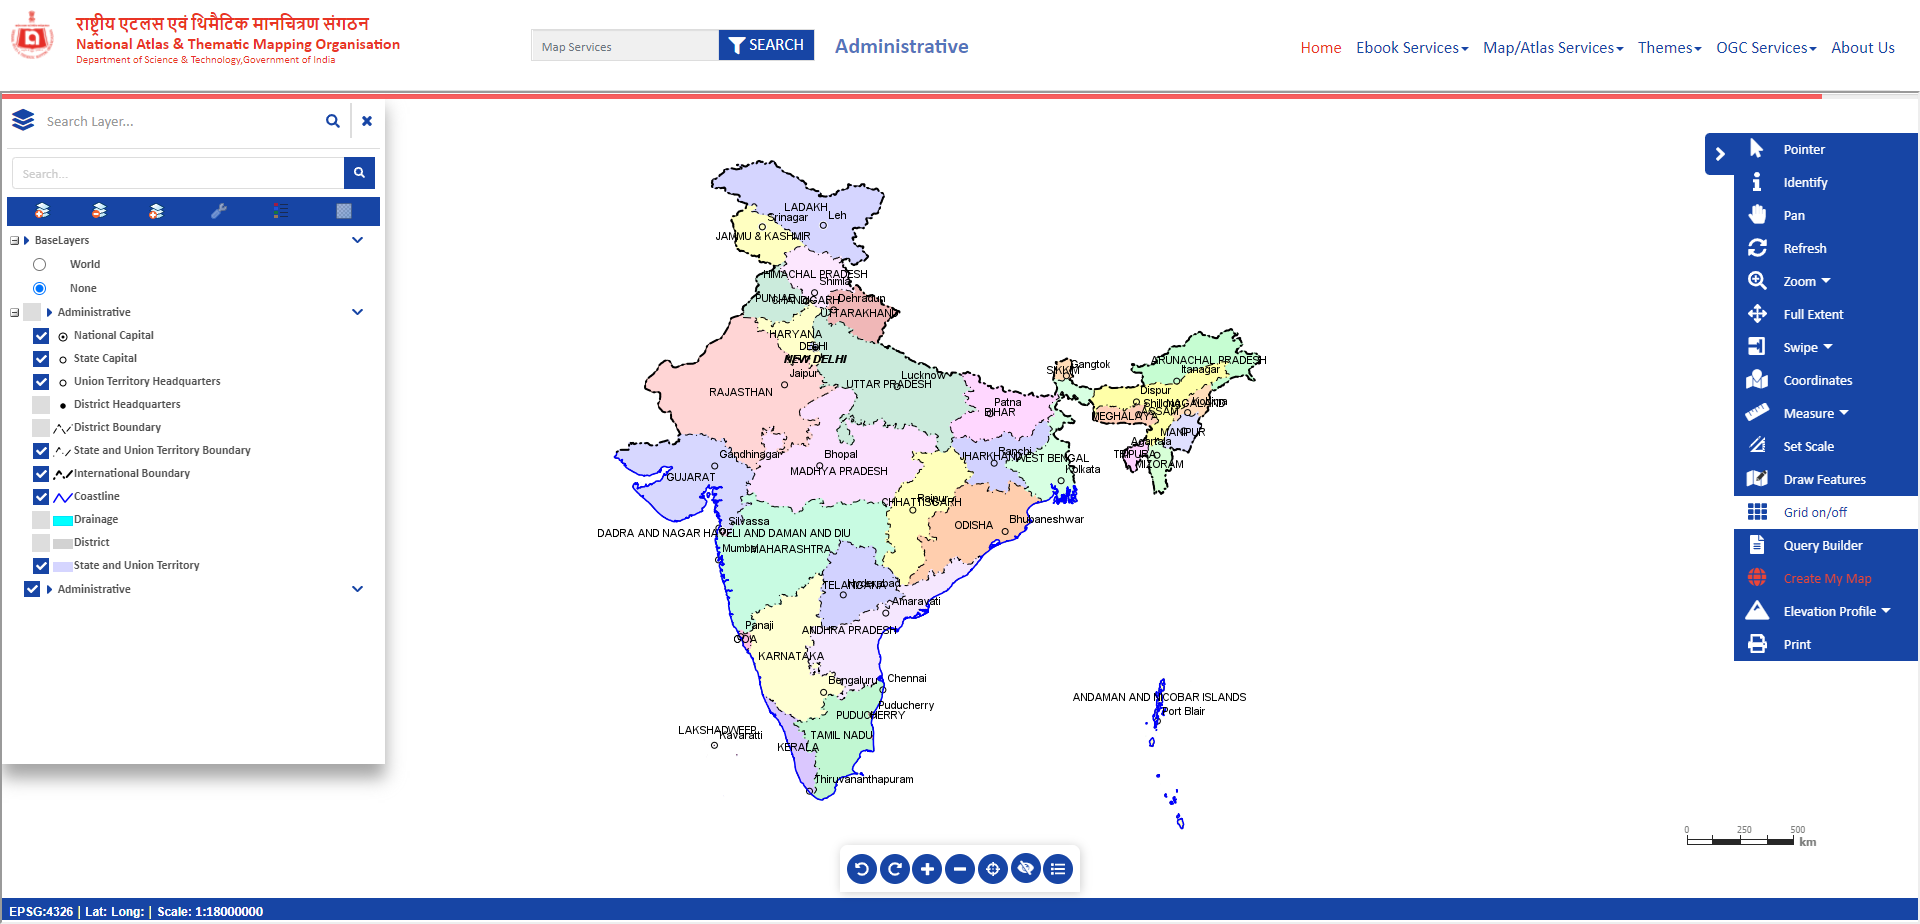 राष्ट्रीय एटलस एवं थिमैटिक मानचित्रण संगठन
National Atlas & Thematic Mapping Organisation
Department of Science & Technology,Government of India
Map Services
SEARCH
Administrative
Home
Ebook Services
Map/Atlas Services
Themes
OGC Services
About Us
Search Layer...
Search...
BaseLayers
World
None
Administrative
National Capital
State Capital
Union Territory Headquarters
District Headquarters
District Boundary
State and Union Territory Boundary
International Boundary
Coastline
Drainage
District
State and Union Territory
Administrative
LADAKH
Srinagar
Leh
JAMMU & KASHMIR
HIMACHAL PRADESH
Shimla
PUNJAB
CHANDIGARH
Dehradun
UTTARAKHAND
HARYANA
DELHI
NEW DELHI
Jaipur
Lucknow
RAJASTHAN
UTTAR PRADESH
Gangtok
SIKKIM
ARUNACHAL PRADESH
Itanagar
Dispur
Shillong
NAGALAND
Kohima
ASSAM
MEGHALAYA
Patna
BIHAR
MANIPUR
Agartala
TRIPURA
MIZORAM
Gandhinagar
Bhopal
Ranchi
JHARKHAND
WEST BENGAL
Kolkata
GUJARAT
MADHYA PRADESH
Raipur
CHHATTISGARH
Silvassa
ODISHA
Bhubaneshwar
DADRA AND NAGAR HAVELI AND DAMAN AND DIU
Mumbai
MAHARASHTRA
Hyderabad
TELANGANA
Amaravati
Panaji
ANDHRA PRADESH
GOA
KARNATAKA
Bengaluru
Chennai
Puducherry
PUDUCHERRY
LAKSHADWEEP
Kavaratti
TAMIL NADU
KERALA
Thiruvananthapuram
ANDAMAN AND NICOBAR ISLANDS
Port Blair
Pointer
Identify
Pan
Refresh
Zoom
Full Extent
Swipe
Coordinates
Measure
Set Scale
Draw Features
Grid on/off
Query Builder
Create My Map
Elevation Profile
Print
0 250 500
km
EPSG:4326 | Lat: Long: | Scale: 1:18000000